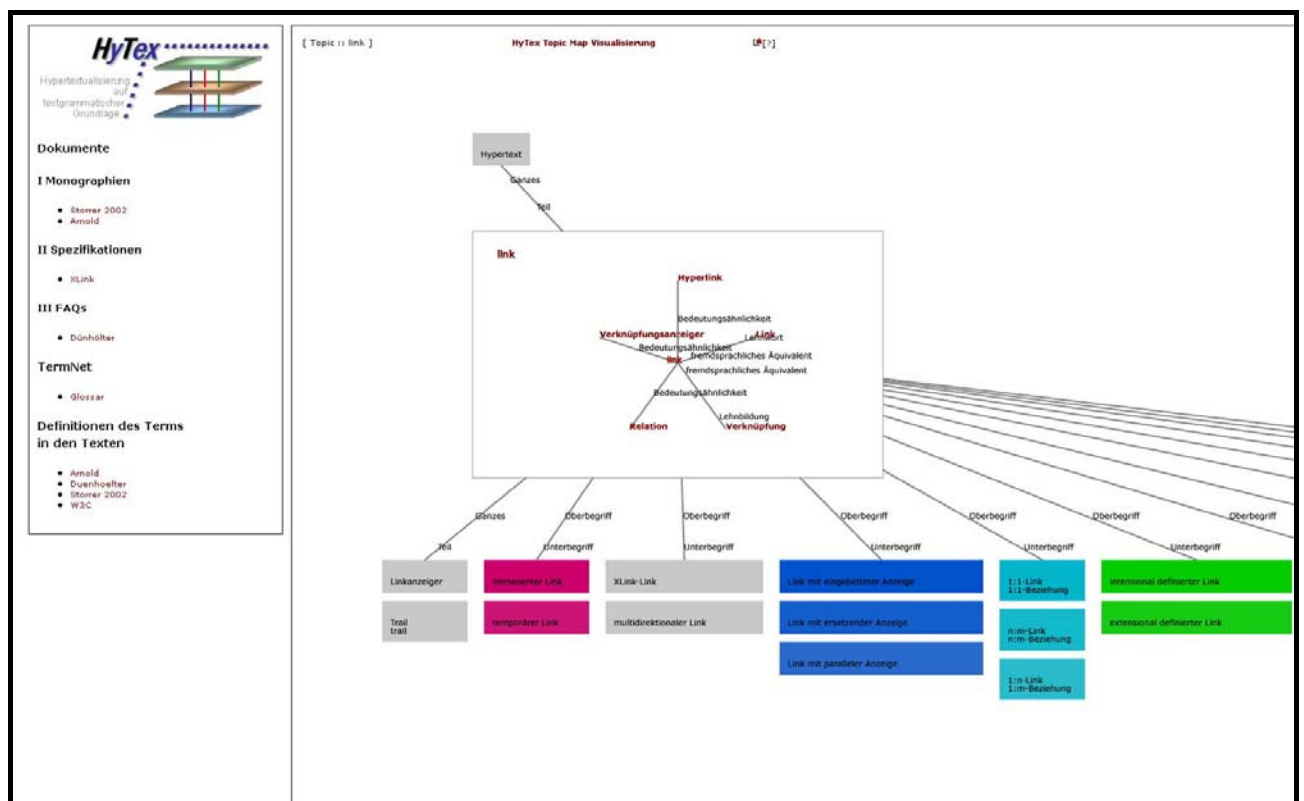 HyTex
Hypertextualisierung
auf
textgrammatischer
Grundlage
Dokumente
I Monographien
Storrer 2002
Arnold
II Spezifikationen
XLink
III FAQs
Dünhölter
TermNet
Glossar
Definitionen des Terms
in den Texten
Arnold
Duenhoelter
Storrer 2002
W3C
[ Topic :: link ]
HyTex Topic Map Visualisierung
[?]
Hypertext
Ganzes
Teil
link
Hyperlink
Bedeutungsähnlichkeit
Verknüpfungsanzeiger
Link
Lehnwort
Bedeutungsähnlichkeit
fremdsprachliches Äquivalent
link
fremdsprachliches Äquivalent
Bedeutungsähnlichkeit
Lehnbildung
Relation
Verknüpfung
Ganzes
Oberbegriff
Oberbegriff
Oberbegriff
Oberbegriff
Oberbegriff
Oberbegriff
Teil
Unterbegriff
Unterbegriff
Unterbegriff
Unterbegriff
Unterbegriff
Linkanzeiger
Trail
trail
immanenter Link
temporärer Link
XLink-Link
multidirektionaler Link
Link mit eingebetteter Anzeige
Link mit ersetzender Anzeige
Link mit paralleler Anzeige
1:1-Link
1:1-Beziehung
n:m-Link
n:m-Beziehung
1:n-Link
1:m-Beziehung
intensional definierter Link
extensional definierter Link